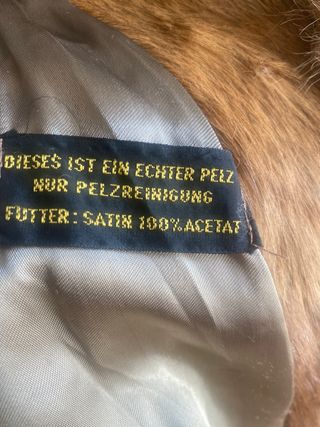 DIESES IST EIN ECHTER PELZ
NUR PELZREINIGUNG
FUTTER: SATIN 100% ACETAT